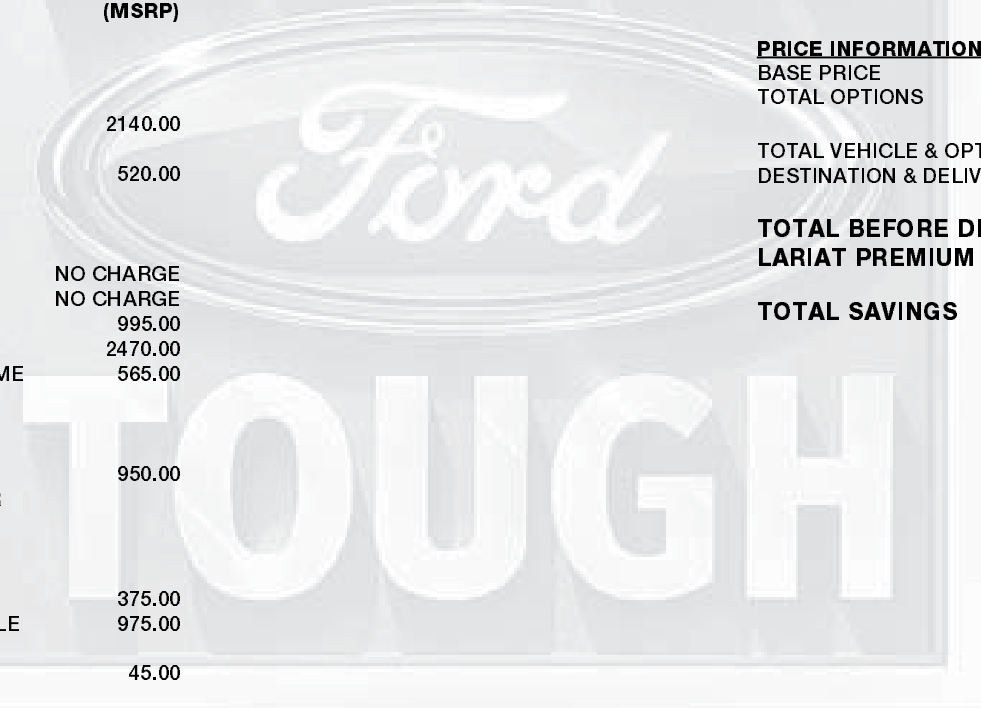 (MSRP)
2140.00
520.00
NO CHARGE
NO CHARGE
995.00
2470.00
ME 565.00
950.00
375.00
LE 975.00
45.00
PRICE INFORMATION
BASE PRICE
TOTAL OPTIONS
TOTAL VEHICLE & OPT
DESTINATION & DELIV
TOTAL BEFORE DI
LARIAT PREMIUM
TOTAL SAVINGS
Ford
TOUGH